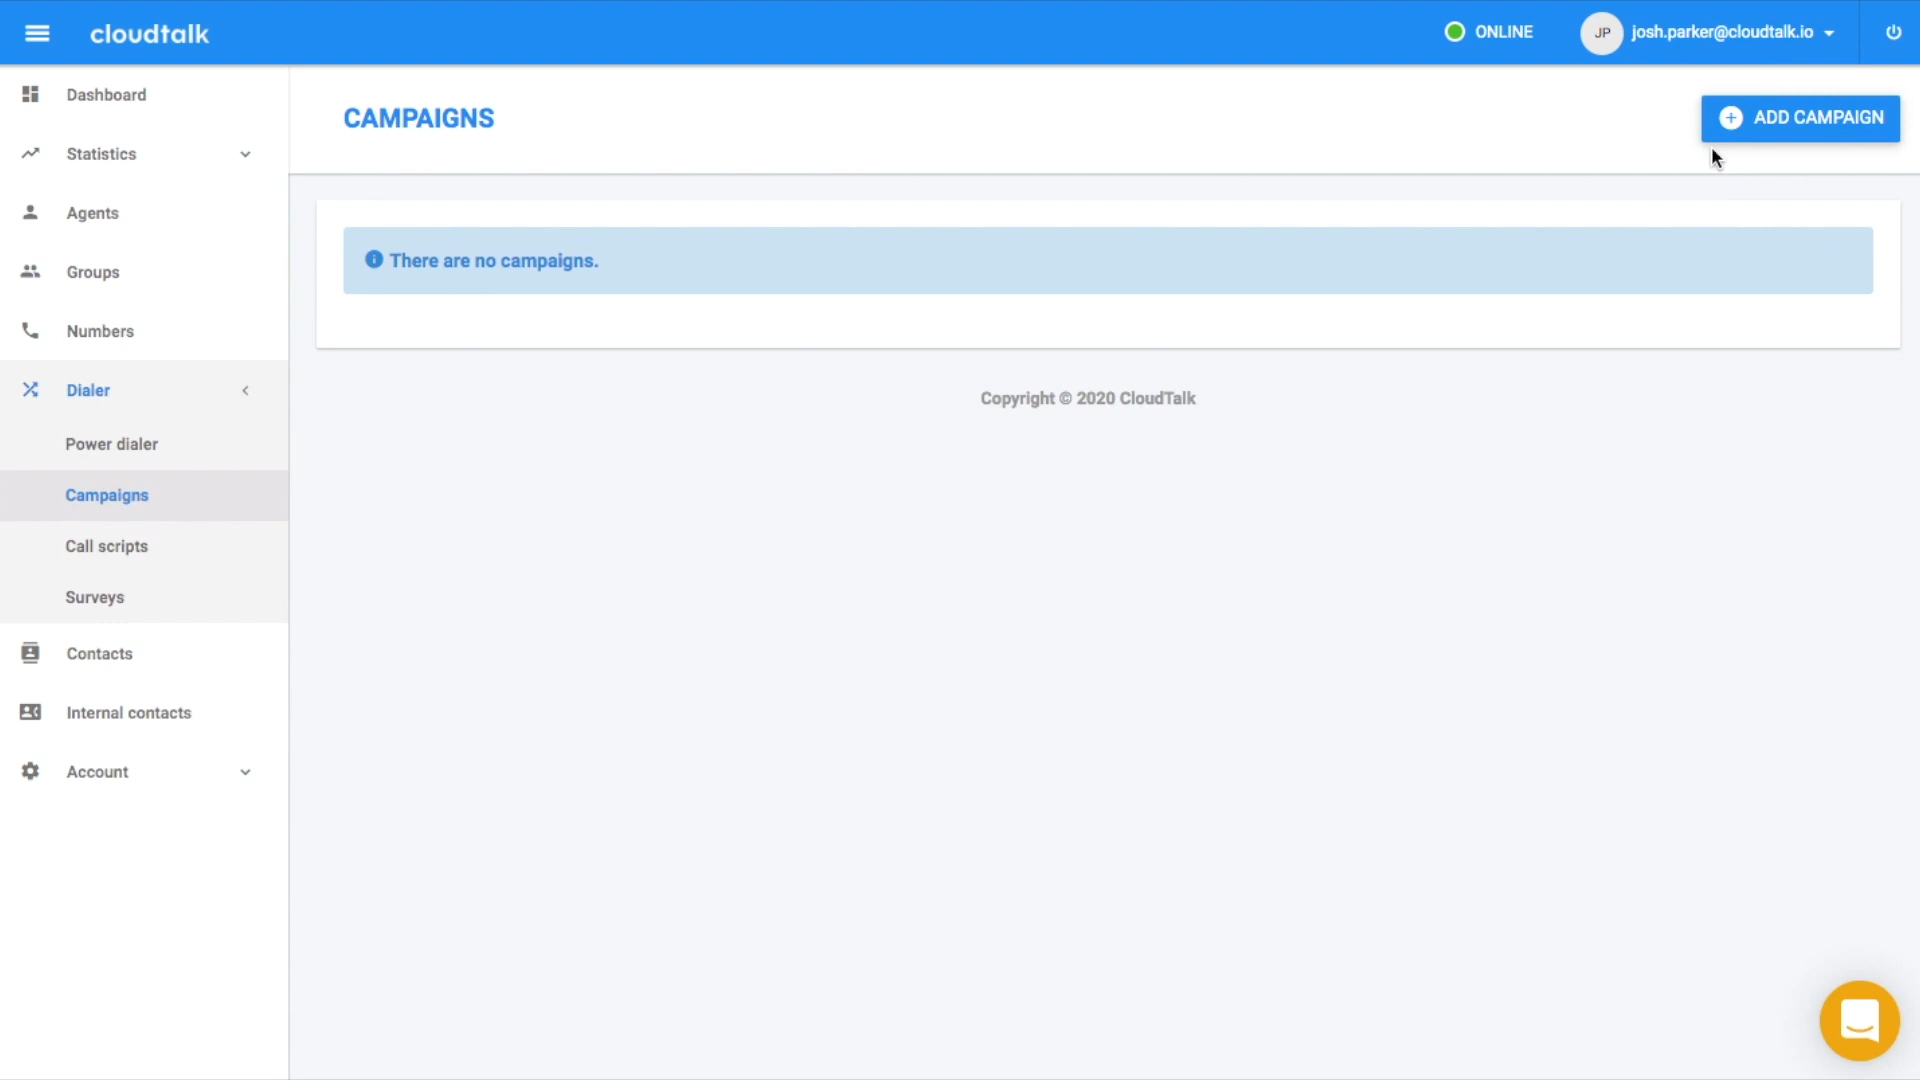 cloudtalk
ONLINE
JP
josh.parker@cloudtalk.io
Dashboard
Statistics
Agents
Groups
Numbers
Dialer
Power dialer
Campaigns
Call scripts
Surveys
Contacts
Internal contacts
Account
CAMPAIGNS
ADD CAMPAIGN
There are no campaigns.
Copyright © 2020 CloudTalk